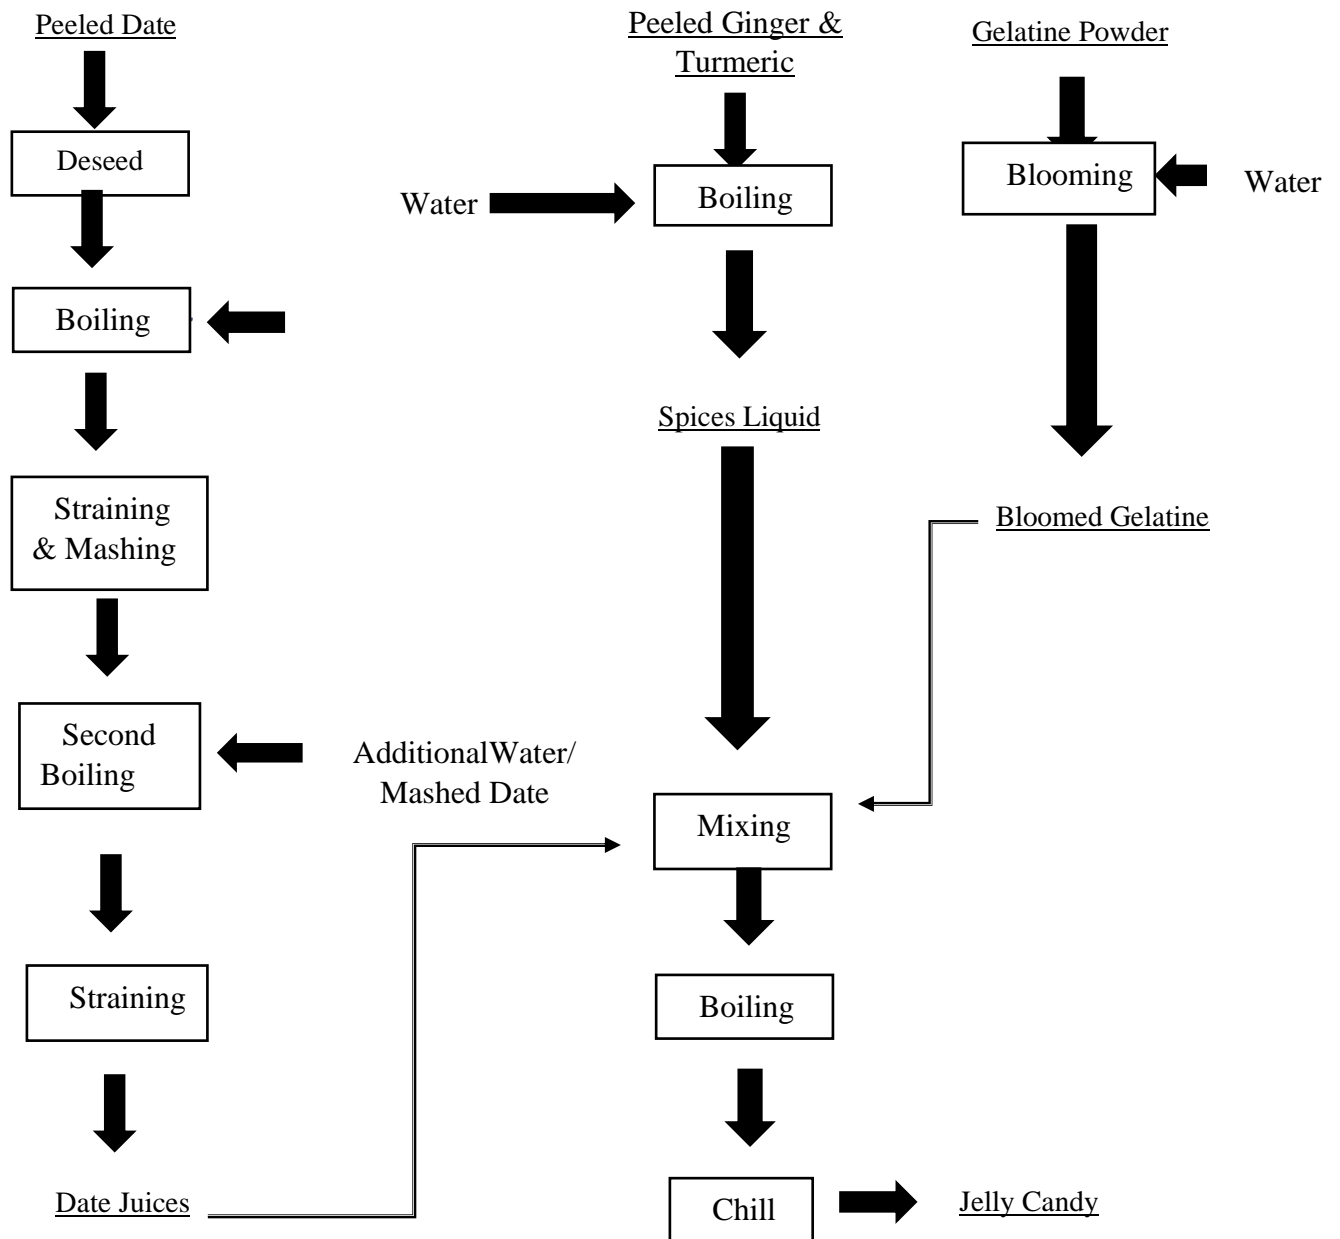 Peeled Date
Deseed
Boiling
Straining
& Mashing
Second
Boiling
AdditionalWater/
Mashed Date
Straining
Date Juices
Peeled Ginger &
Turmeric
Water
Boiling
Spices Liquid
Mixing
Boiling
Chill
Jelly Candy
Gelatine Powder
Blooming
Water
Bloomed Gelatine